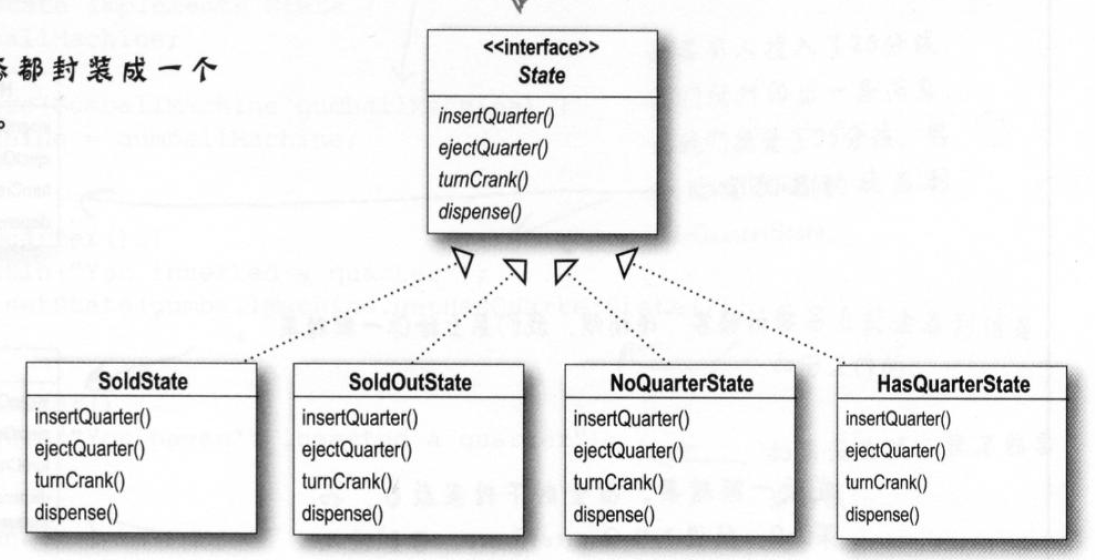 都封装成一个
。
<<interface>>
State
insertQuarter()
ejectQuarter()
turnCrank()
dispense()
SoldState
insertQuarter()
ejectQuarter()
turnCrank()
dispense()
SoldOutState
insertQuarter()
ejectQuarter()
turnCrank()
dispense()
NoQuarterState
insertQuarter()
ejectQuarter()
turnCrank()
dispense()
HasQuarterState
insertQuarter()
ejectQuarter()
turnCrank()
dispense()